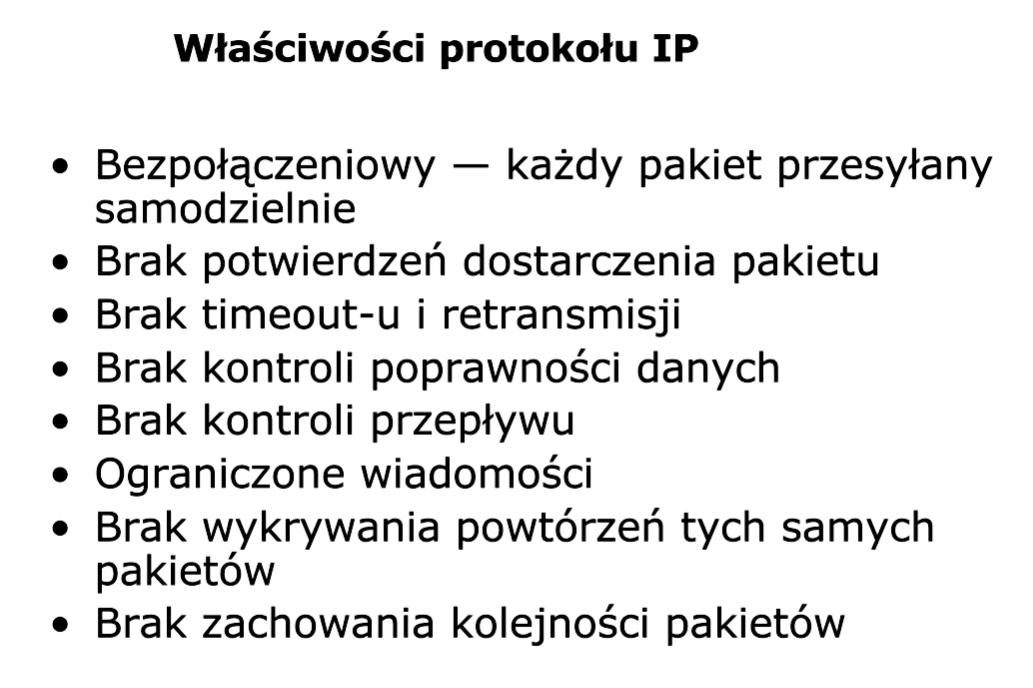 Właściwości protokołu IP
• Bezpołączeniowy — każdy pakiet przesyłany
samodzielnie
• Brak potwierdzeń dostarczenia pakietu
• Brak timeout-u i retransmisji
• Brak kontroli poprawności danych
• Brak kontroli przepływu
• Ograniczone wiadomości
• Brak wykrywania powtórzeń tych samych
pakietów
• Brak zachowania kolejności pakietów